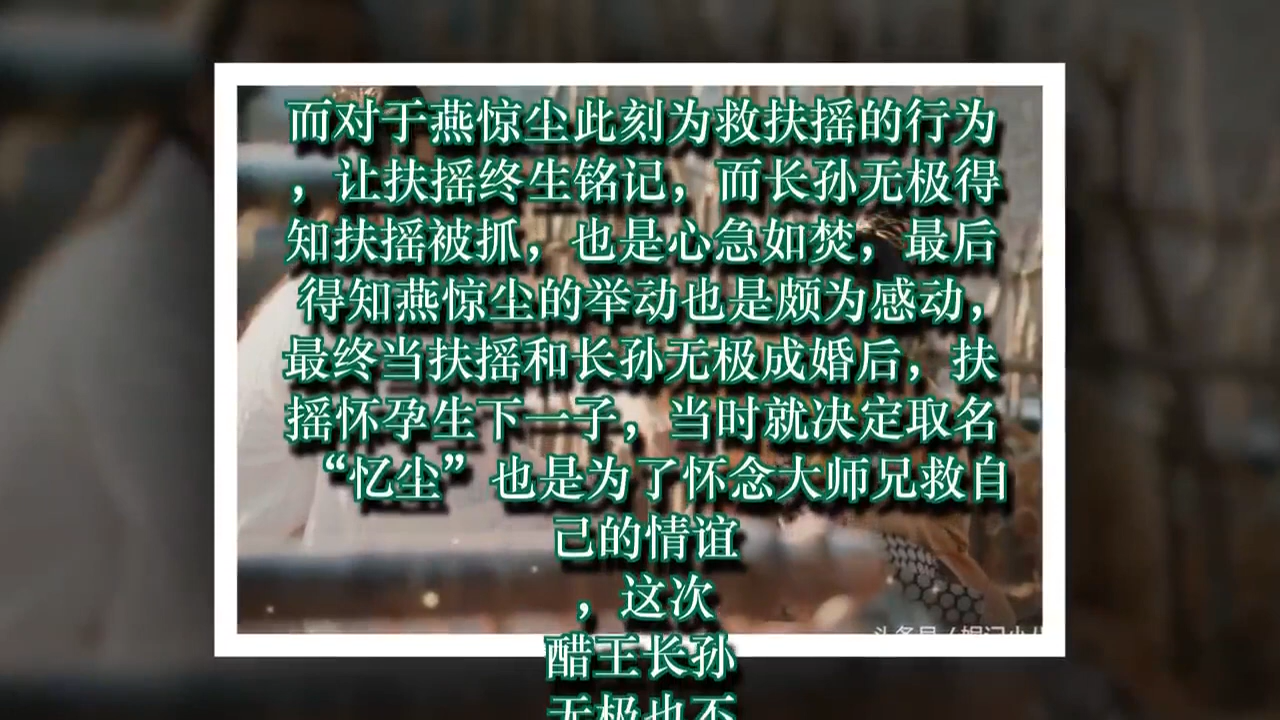 而对于燕惊尘此刻为救扶摇的行为
，让扶摇终生铭记，而长孙无极得
知扶摇被抓，也是心急如焚，最后
得知燕惊尘的举动也是颇为感动，
最终当扶摇和长孙无极成婚后，扶
摇怀孕生下一子，当时就决定取名
“忆尘”也是为了怀念大师兄救自
己的情谊
，这次
醋王长孙
无极也不